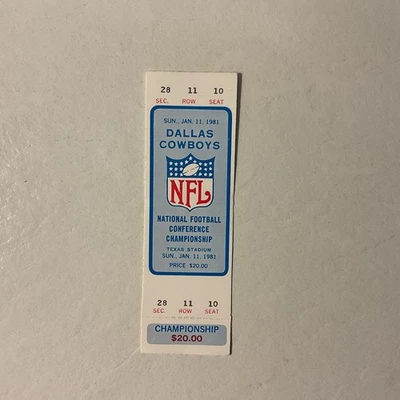 28 11 10
SEC. ROW SEAT
SUN., JAN. 11, 1981
DALLAS
COWBOYS
NFL
NATIONAL FOOTBALL
CONFERENCE
CHAMPIONSHIP
TEXAS STADIUM
SUN., JAN. 11, 1981
PRICE $20.00
28 11 10
SEC. ROW SEAT
CHAMPIONSHIP
$20.00